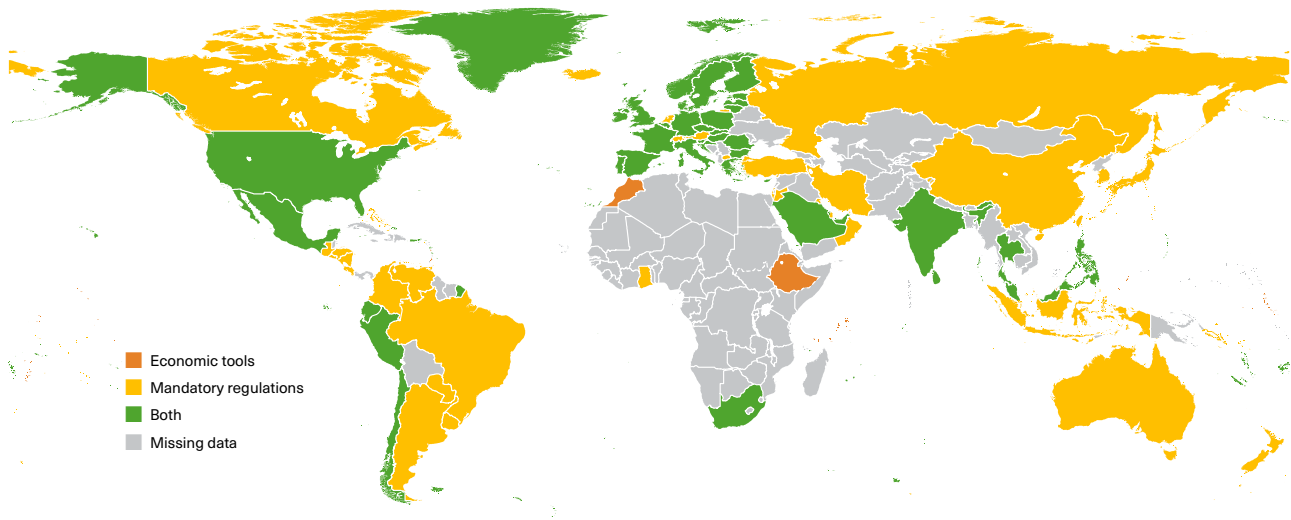 Economic tools
Mandatory regulations
Both
Missing data